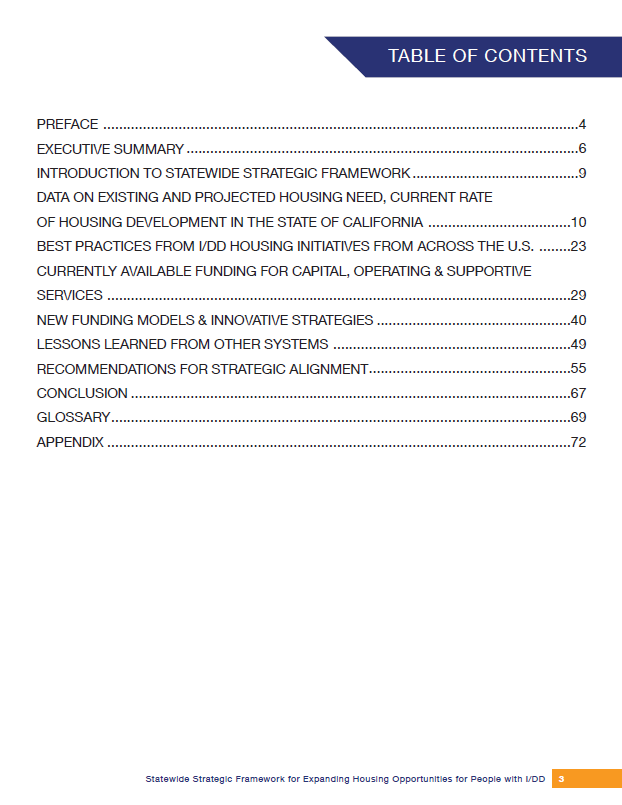 TABLE OF CONTENTS
PREFACE ........................................................................................................................4
EXECUTIVE SUMMARY ...................................................................................................6
INTRODUCTION TO STATEWIDE STRATEGIC FRAMEWORK..........................................9
DATA ON EXISTING AND PROJECTED HOUSING NEED, CURRENT RATE
OF HOUSING DEVELOPMENT IN THE STATE OF CALIFORNIA ....................................10
BEST PRACTICES FROM I/DD HOUSING INITIATIVES FROM ACROSS THE U.S. ........23
CURRENTLY AVAILABLE FUNDING FOR CAPITAL, OPERATING & SUPPORTIVE
SERVICES .....................................................................................................................29
NEW FUNDING MODELS & INNOVATIVE STRATEGIES .................................................40
LESSONS LEARNED FROM OTHER SYSTEMS ............................................................49
RECOMMENDATIONS FOR STRATEGIC ALIGNMENT...................................................55
CONCLUSION ...............................................................................................................67
GLOSSARY....................................................................................................................69
APPENDIX .....................................................................................................................72
Statewide Strategic Framework for Expanding Housing Opportunities for People with I/DD 3